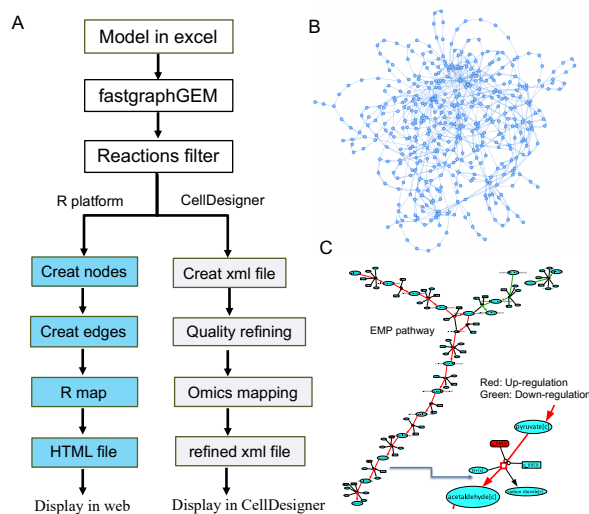 A
Model in excel
fastgraphGEM
Reactions filter
R platform
CellDesigner
Creat nodes
Creat xml file
Creat edges
Quality refining
R map
Omics mapping
HTML file
refined xml file
Display in web
Display in CellDesigner
B
C
EMP pathway
Red: Up-regulation
Green: Down-regulation
pyruvate[c]
acetaldehyde[c]